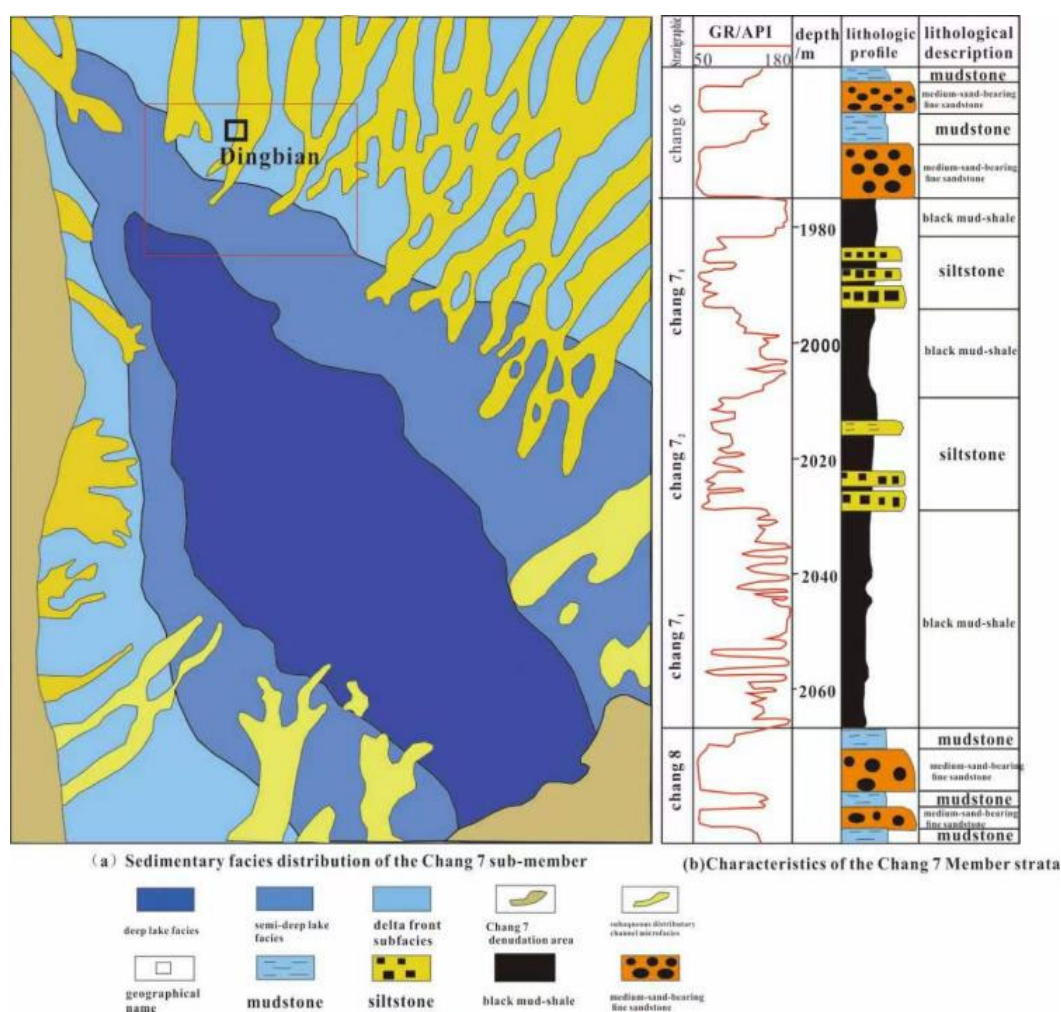 Dingbian
(a) Sedimentary facies distribution of the Chang 7 sub-member
Stratigraphic
GR/API
50 180
depth
/m
lithologic
profile
lithological
description
chang 6
chang 7₁
chang 7₂
chang 7₁
chang 8
1980
2000
2020
2040
2060
mudstone
medium-sand-bearing
fine sandstone
mudstone
medium-sand-bearing
fine sandstone
black mud-shale
siltstone
black mud-shale
siltstone
black mud-shale
mudstone
medium-sand-bearing
fine sandstone
mudstone
medium-sand-bearing
fine sandstone
mudstone
(b)Characteristics of the Chang 7 Member strata
deep lake facies
semi-deep lake
facies
delta front
subfacies
Chang 7
denudation area
subaqueous distributary
channel microfacies
geographical
name
mudstone
siltstone
black mud-shale
medium-sand-bearing
fine sandstone